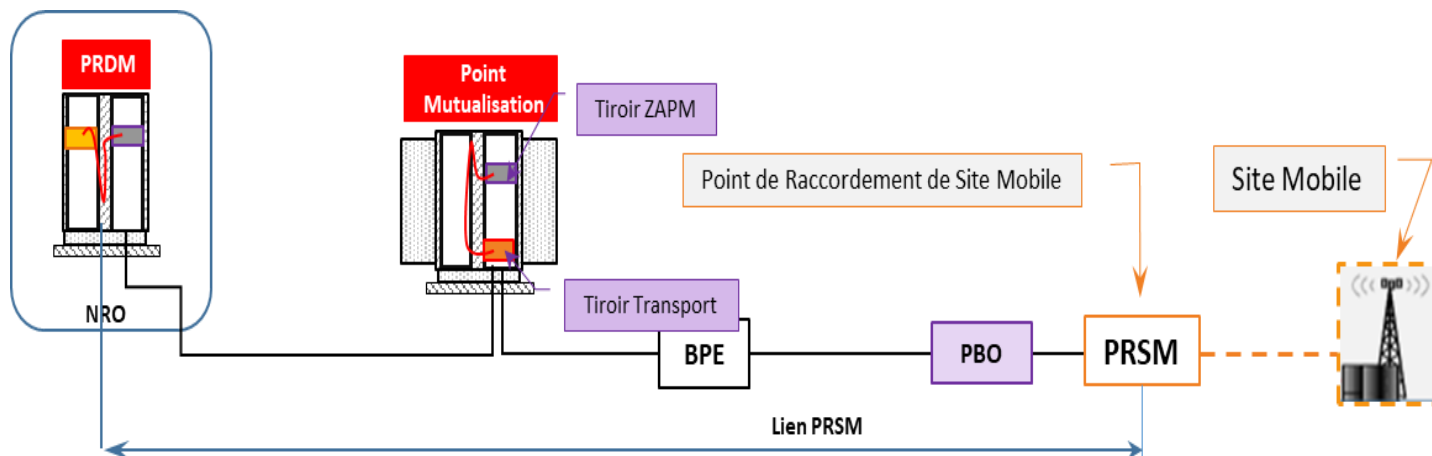 PRDM
NRO
Point
Mutualisation
Tiroir ZAPM
Tiroir Transport
Point de Raccordement de Site Mobile
Site Mobile
BPE
PBO
PRSM
Lien PRSM